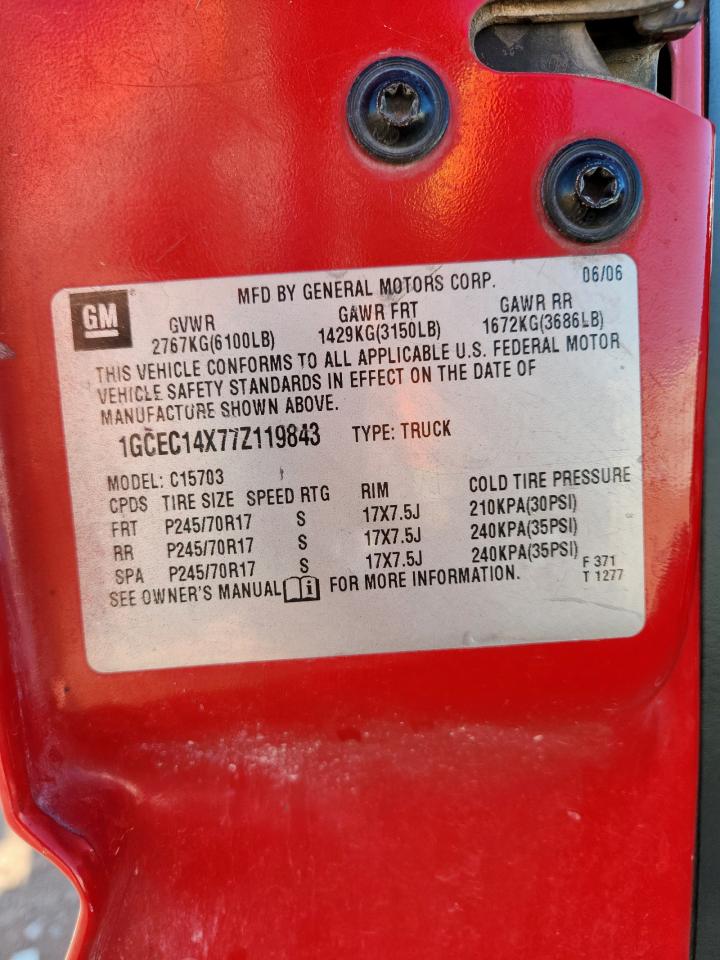 GM
MFD BY GENERAL MOTORS CORP. 06/06
GVWR GAWR FRT GAWR RR
2767KG(6100LB) 1429KG(3150LB) 1672KG(3686LB)
THIS VEHICLE CONFORMS TO ALL APPLICABLE U.S. FEDERAL MOTOR
VEHICLE SAFETY STANDARDS IN EFFECT ON THE DATE OF
MANUFACTURE SHOWN ABOVE.
1GCEC14X77Z119843 TYPE: TRUCK
MODEL: C15703
CPDS TIRE SIZE SPEED RTG RIM COLD TIRE PRESSURE
FRT P245/70R17 S 17X7.5J 210KPA(30PSI)
RR P245/70R17 S 17X7.5J 240KPA(35PSI)
SPA P245/70R17 S 17X7.5J 240KPA(35PSI)
SEE OWNER'S MANUAL i FOR MORE INFORMATION.
F 371
T 1277